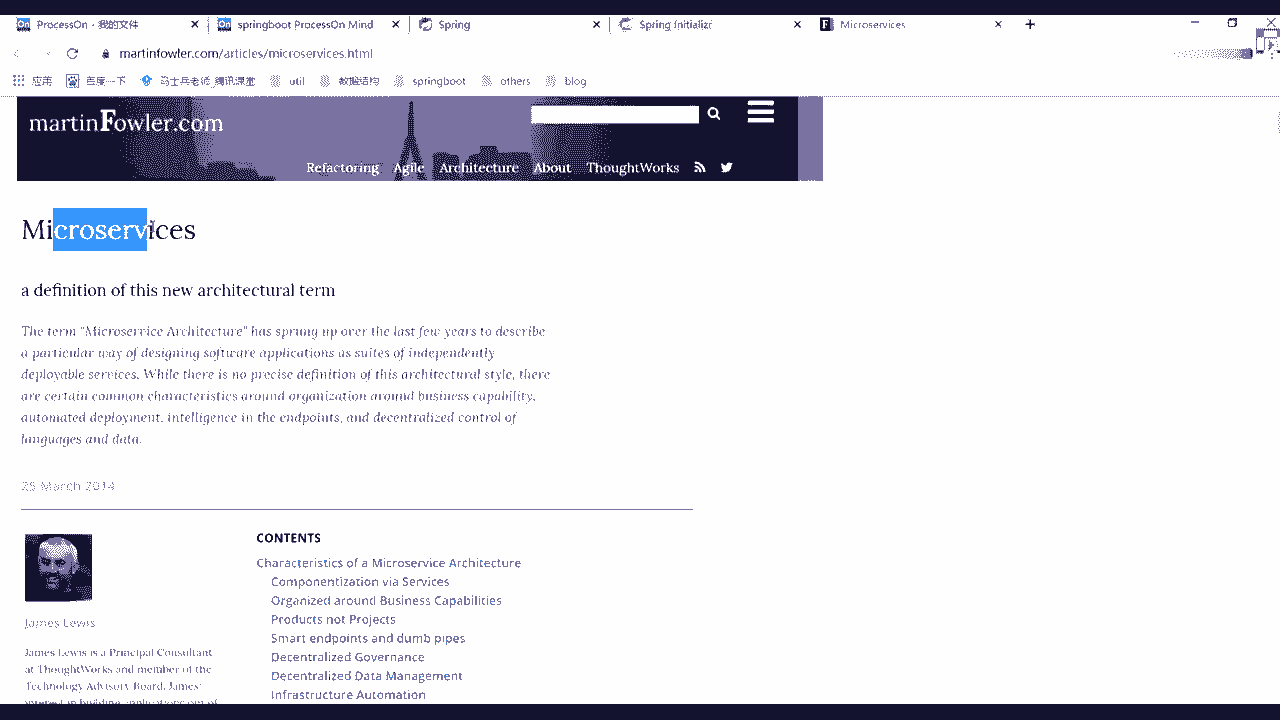 ProcessOn - 我的文件
springboot ProcessOn Mind
Spring
Spring Initializr
Microservices
martinfowler.com/articles/microservices.html
应用
百度一下
马士兵老师_腾讯课堂
util
数据结构
springboot
others
blog
martinFowler.com
Refactoring Agile Architecture About ThoughtWorks
Microservices
a definition of this new architectural term
The term "Microservice Architecture" has sprung up over the last few years to describe
a particular way of designing software applications as suites of independently
deployable services. While there is no precise definition of this architectural style, there
are certain common characteristics around organization around business capability,
automated deployment, intelligence in the endpoints, and decentralized control of
languages and data.
25 March 2014
James Lewis
James Lewis is a Principal Consultant
at ThoughtWorks and member of the
Technology Advisory Board. James'
interest in building applications out of
CONTENTS
Characteristics of a Microservice Architecture
Componentization via Services
Organized around Business Capabilities
Products not Projects
Smart endpoints and dumb pipes
Decentralized Governance
Decentralized Data Management
Infrastructure Automation